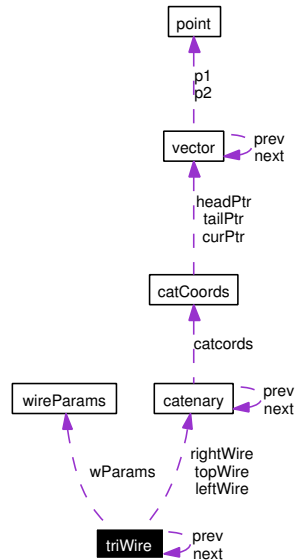 point
p1
p2
vector
prev
next
headPtr
tailPtr
curPtr
catCoords
catcords
wireParams
catenary
prev
next
wParams
rightWire
topWire
leftWire
triWire
prev
next